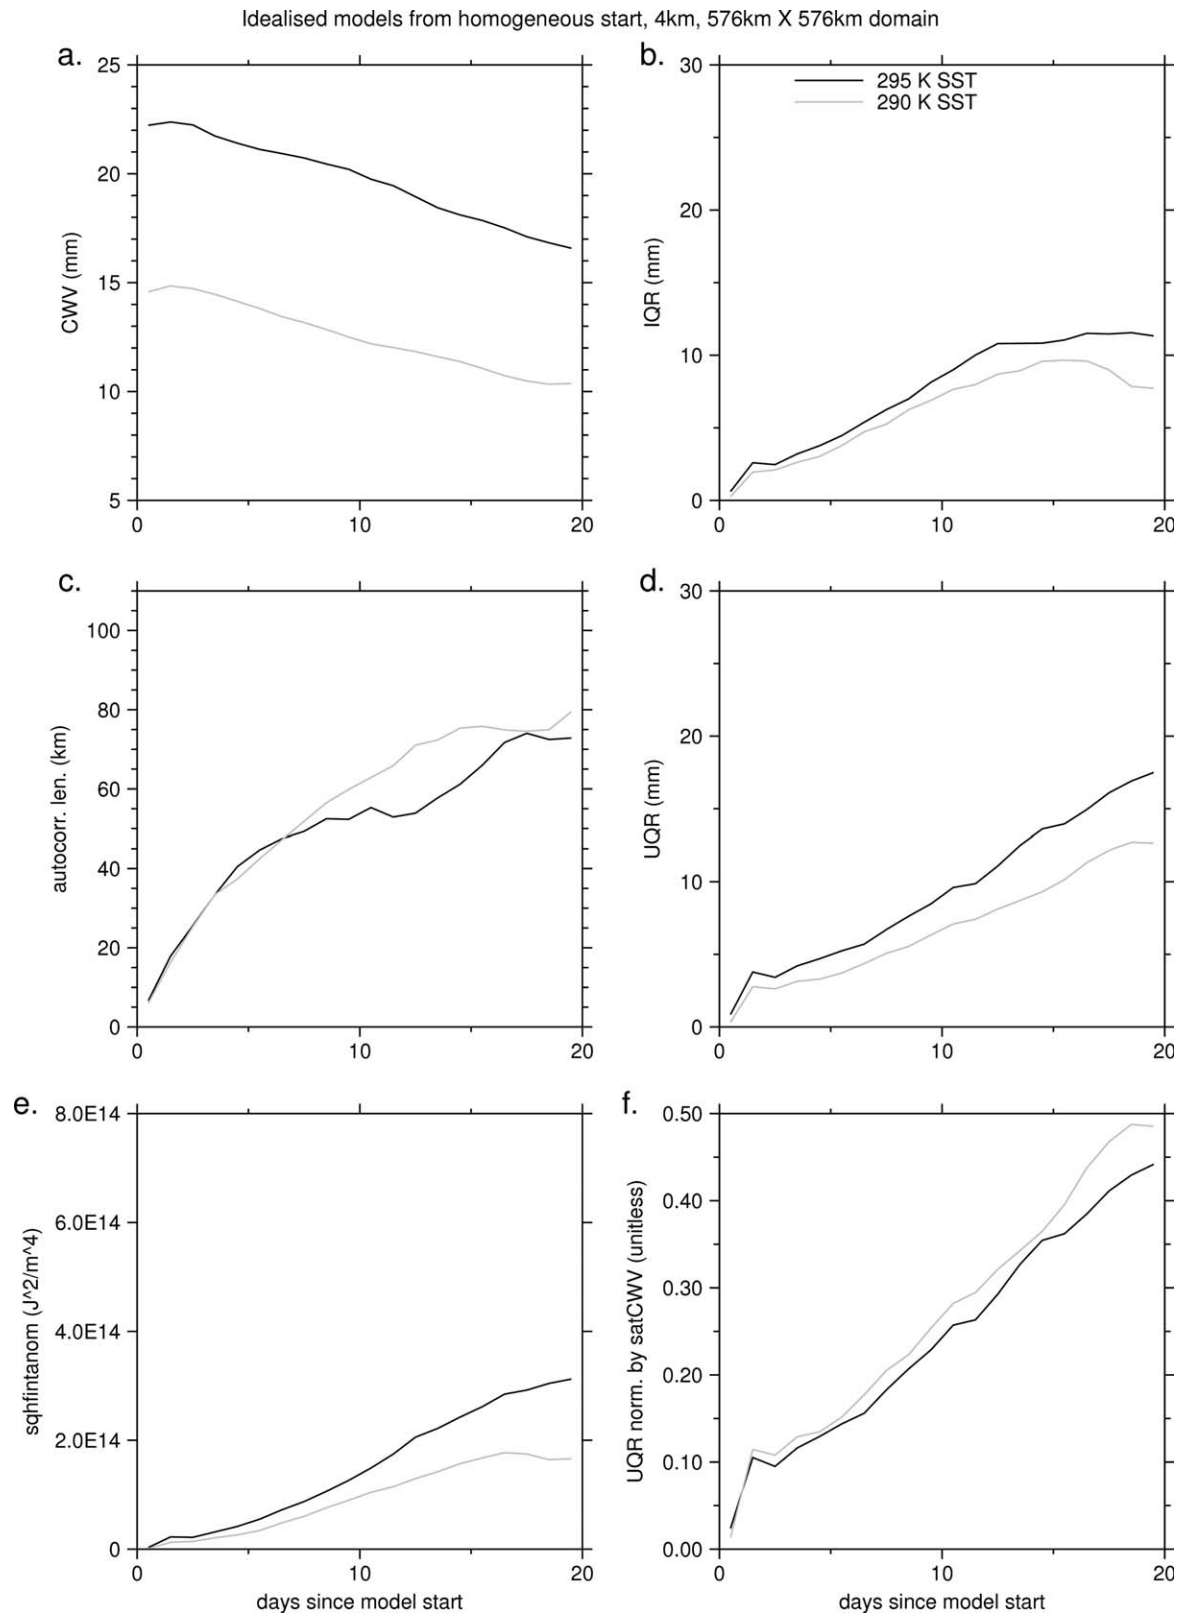 Idealised models from homogeneous start, 4km, 576km X 576km domain
a.
25
20
15
10
5
CWV (mm)
0
10
20
b.
30
20
10
0
IQR (mm)
295 K SST
290 K SST
0
10
20
c.
100
80
60
40
20
0
autocorr. len. (km)
0
10
20
d.
30
20
10
0
UQR (mm)
0
10
20
e.
8.0E14
6.0E14
4.0E14
2.0E14
0
sqhfintanom (J^2/m^4)
0
10
20
days since model start
f.
0.50
0.40
0.30
0.20
0.10
0.00
UQR norm. by satCWV (unitless)
0
10
20
days since model start